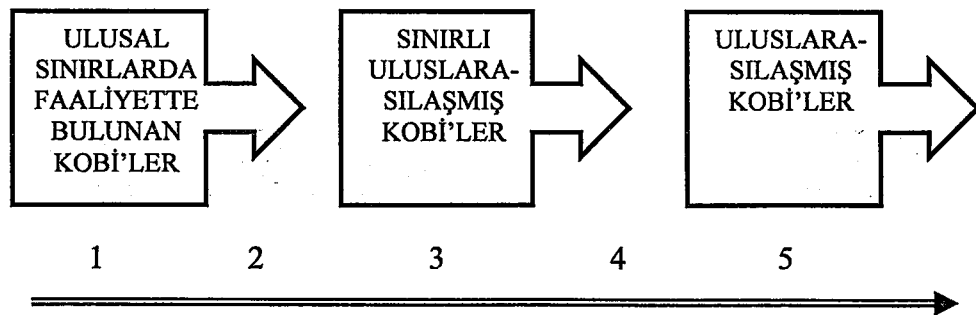 ULUSAL
SINIRLARDA
FAALİYETTE
BULUNAN
KOBİ'LER
SINIRLI
ULUSLARA-
SILAŞMIŞ
KOBİ'LER
ULUSLARA-
SILAŞMIŞ
KOBİ'LER
1 2 3 4 5